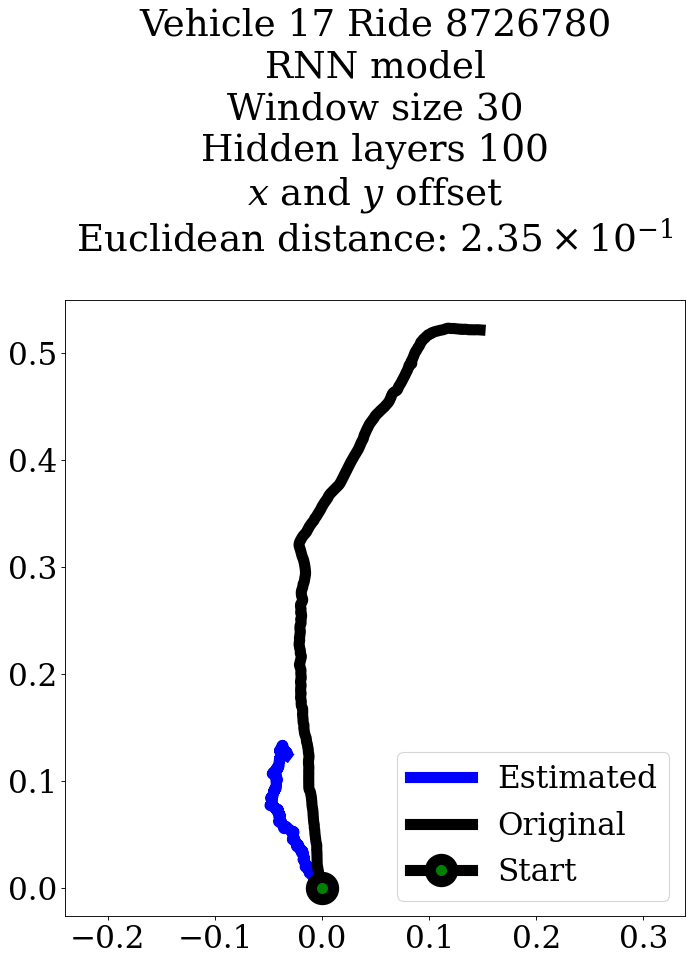 Vehicle 17 Ride 8726780
RNN model
Window size 30
Hidden layers 100
x and y offset
Euclidean distance: 2.35 × 10⁻¹
0.5
0.4
0.3
0.2
0.1
0.0
Estimated
Original
Start
−0.2 −0.1 0.0 0.1 0.2 0.3